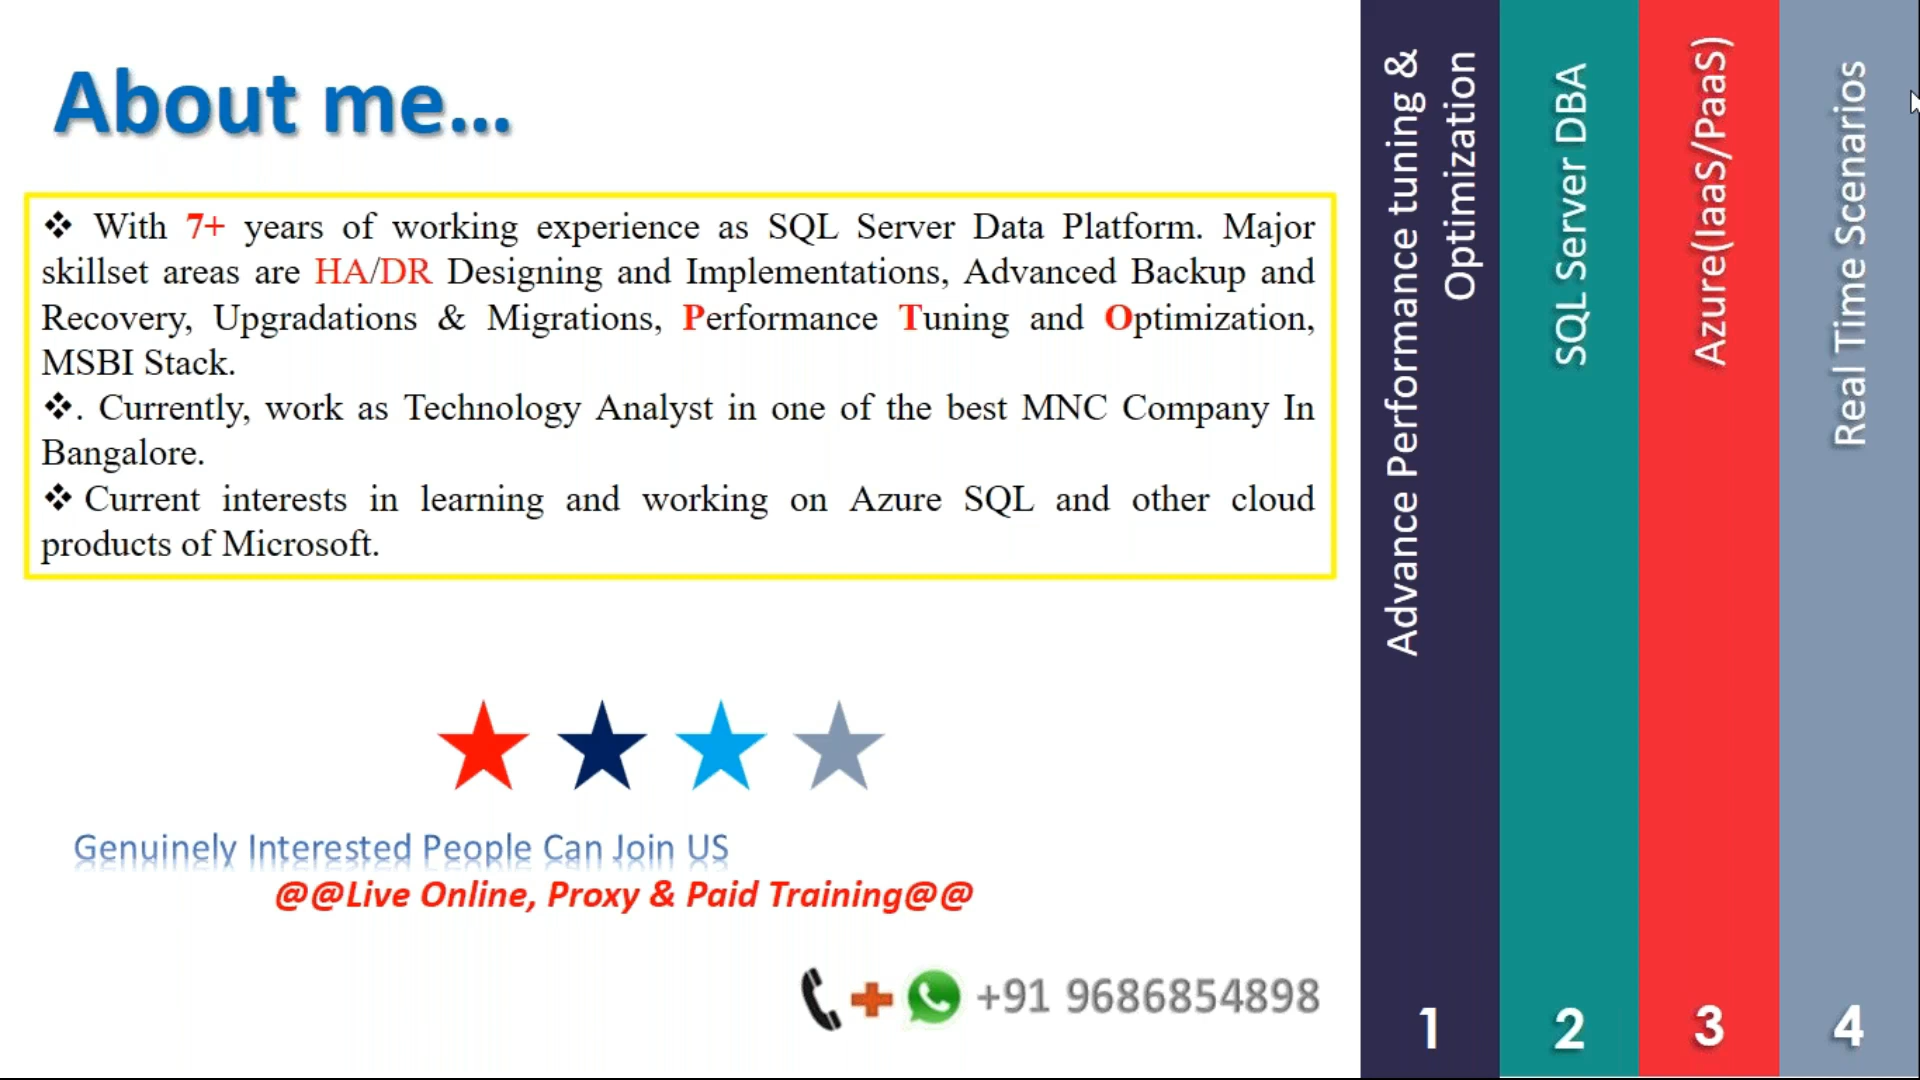 About me...
❖ With 7+ years of working experience as SQL Server Data Platform. Major
skillset areas are HA/DR Designing and Implementations, Advanced Backup and
Recovery, Upgradations & Migrations, Performance Tuning and Optimization,
MSBI Stack.
❖. Currently, work as Technology Analyst in one of the best MNC Company In
Bangalore.
❖ Current interests in learning and working on Azure SQL and other cloud
products of Microsoft.
Genuinely Interested People Can Join US
@@Live Online, Proxy & Paid Training@@
+91 9686854898
Advance Performance tuning &
Optimization
1
SQL Server DBA
2
Azure(IaaS/PaaS)
3
Real Time Scenarios
4